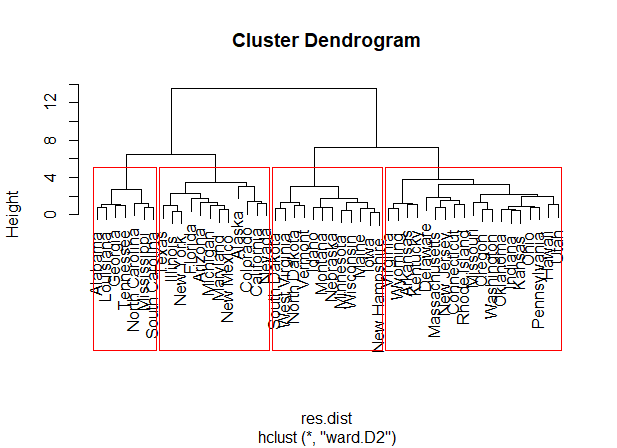 Cluster Dendrogram
12
8
4
0
Height
Alabama
Louisiana
Georgia
Tennessee
North Carolina
Mississippi
South Carolina
Texas
Illinois
New York
Florida
Arizona
Michigan
Maryland
New Mexico
Alaska
Colorado
California
Nevada
South Dakota
West Virginia
North Dakota
Vermont
Idaho
Montana
Nebraska
Minnesota
Wisconsin
Maine
Iowa
New Hampshire
Virginia
Wyoming
Arkansas
Kentucky
Delaware
Massachusetts
New Jersey
Connecticut
Rhode Island
Missouri
Oregon
Washington
Oklahoma
Indiana
Kansas
Ohio
Pennsylvania
Hawaii
Utah
res.dist
hclust (*, "ward.D2")